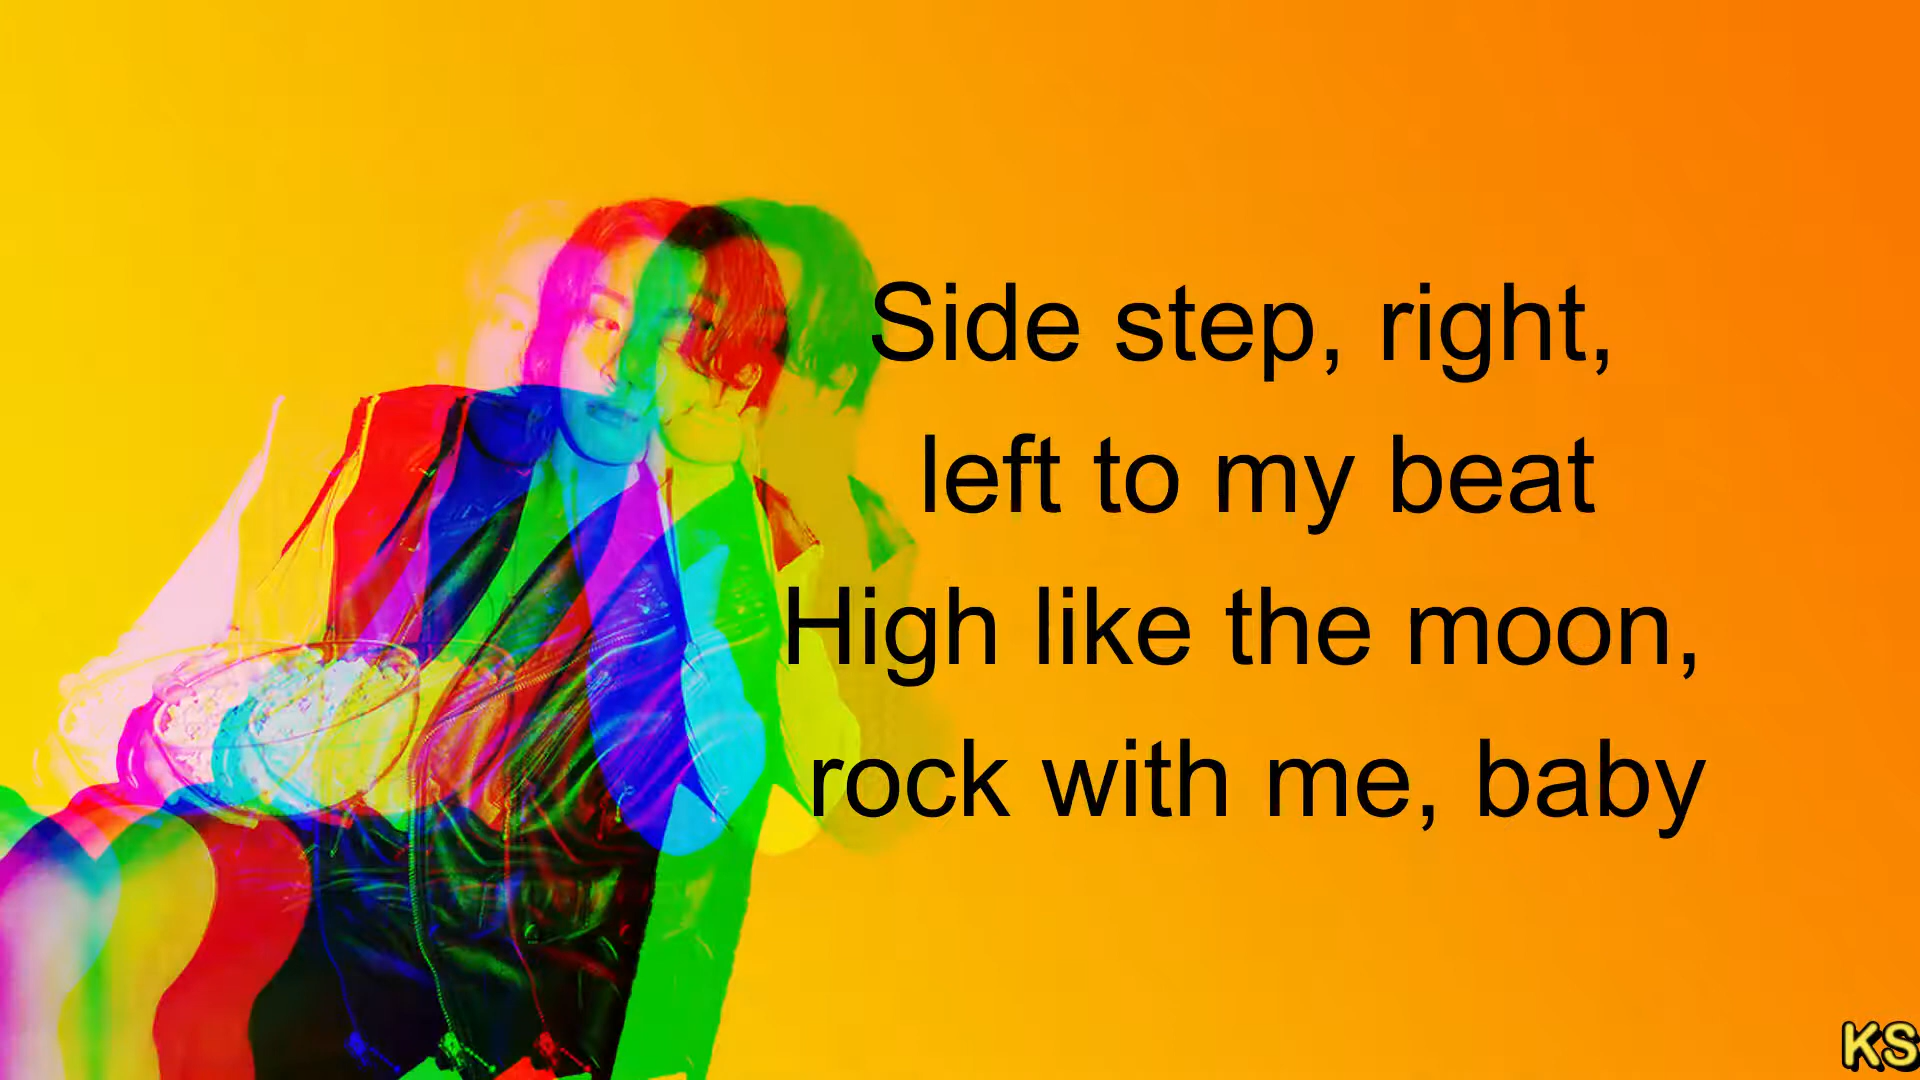 Side step, right,
left to my beat
High like the moon,
rock with me, baby
KS